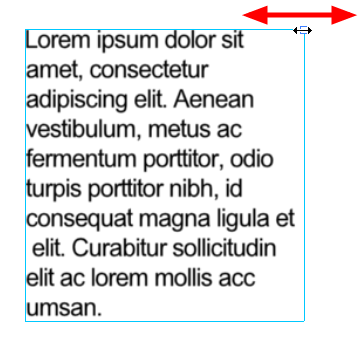 Lorem ipsum dolor sit
amet, consectetur
adipiscing elit. Aenean
vestibulum, metus ac
fermentum porttitor, odio
turpis porttitor nibh, id
consequat magna ligula et
elit. Curabitur sollicitudin
elit ac lorem mollis acc
umsan.